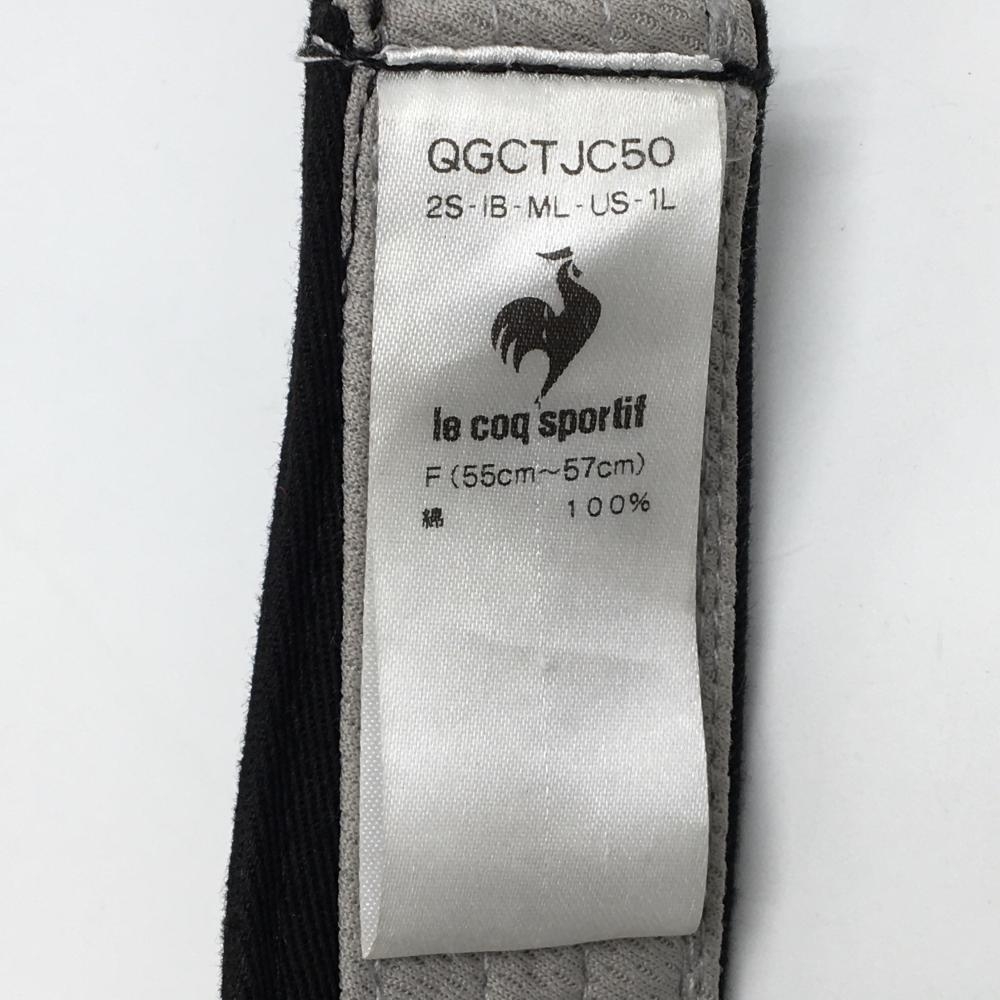 QGCTJC50
2S-IB-ML-US-1L
le coq sportif
F (55cm～57cm)
綿 100%